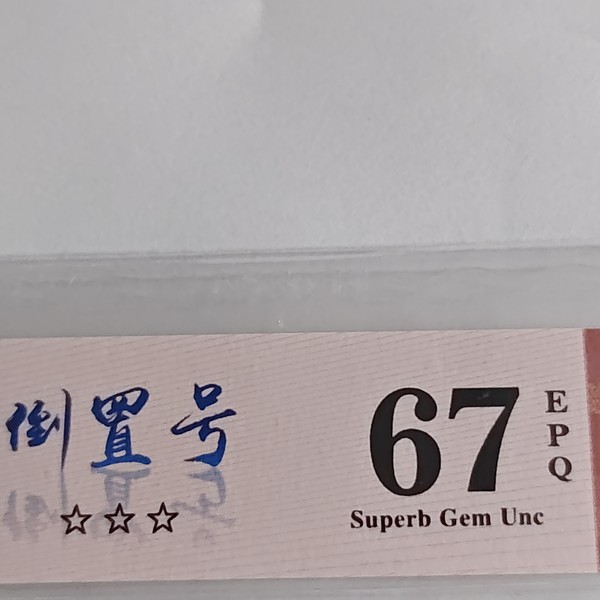 倒置号
☆☆☆
67
EPQ
Superb Gem Unc